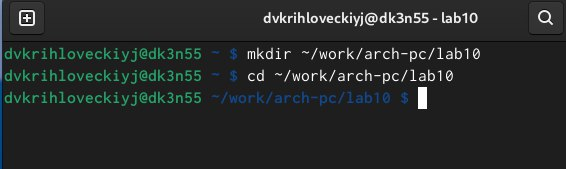 dvkrihloveckiyj@dk3n55 - lab10
dvkrihloveckiyj@dk3n55 ~ $ mkdir ~/work/arch-pc/lab10
dvkrihloveckiyj@dk3n55 ~ $ cd ~/work/arch-pc/lab10
dvkrihloveckiyj@dk3n55 ~/work/arch-pc/lab10 $